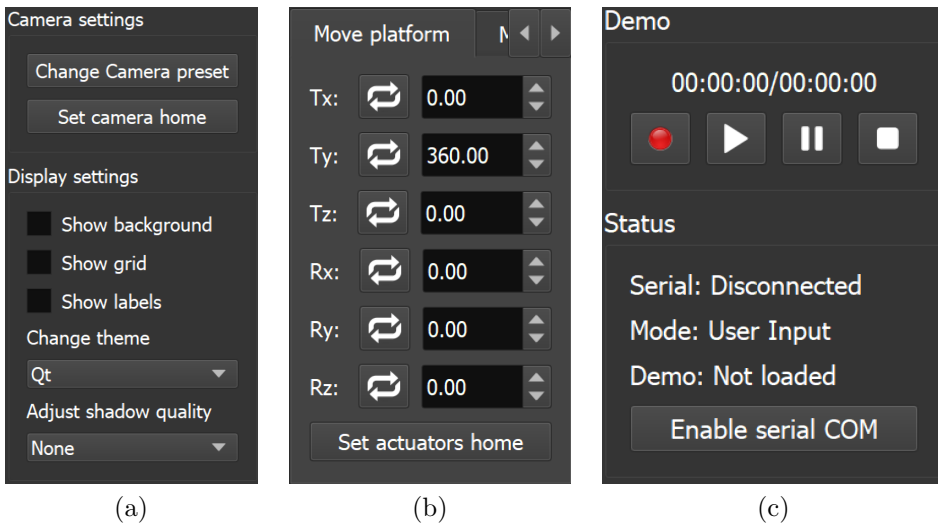 Camera settings
Change Camera preset
Set camera home
Display settings
Show background
Show grid
Show labels
Change theme
Qt
Adjust shadow quality
None
(a)
Move platform
Tx: 0.00
Ty: 360.00
Tz: 0.00
Rx: 0.00
Ry: 0.00
Rz: 0.00
Set actuators home
(b)
Demo
00:00:00/00:00:00
Status
Serial: Disconnected
Mode: User Input
Demo: Not loaded
Enable serial COM
(c)